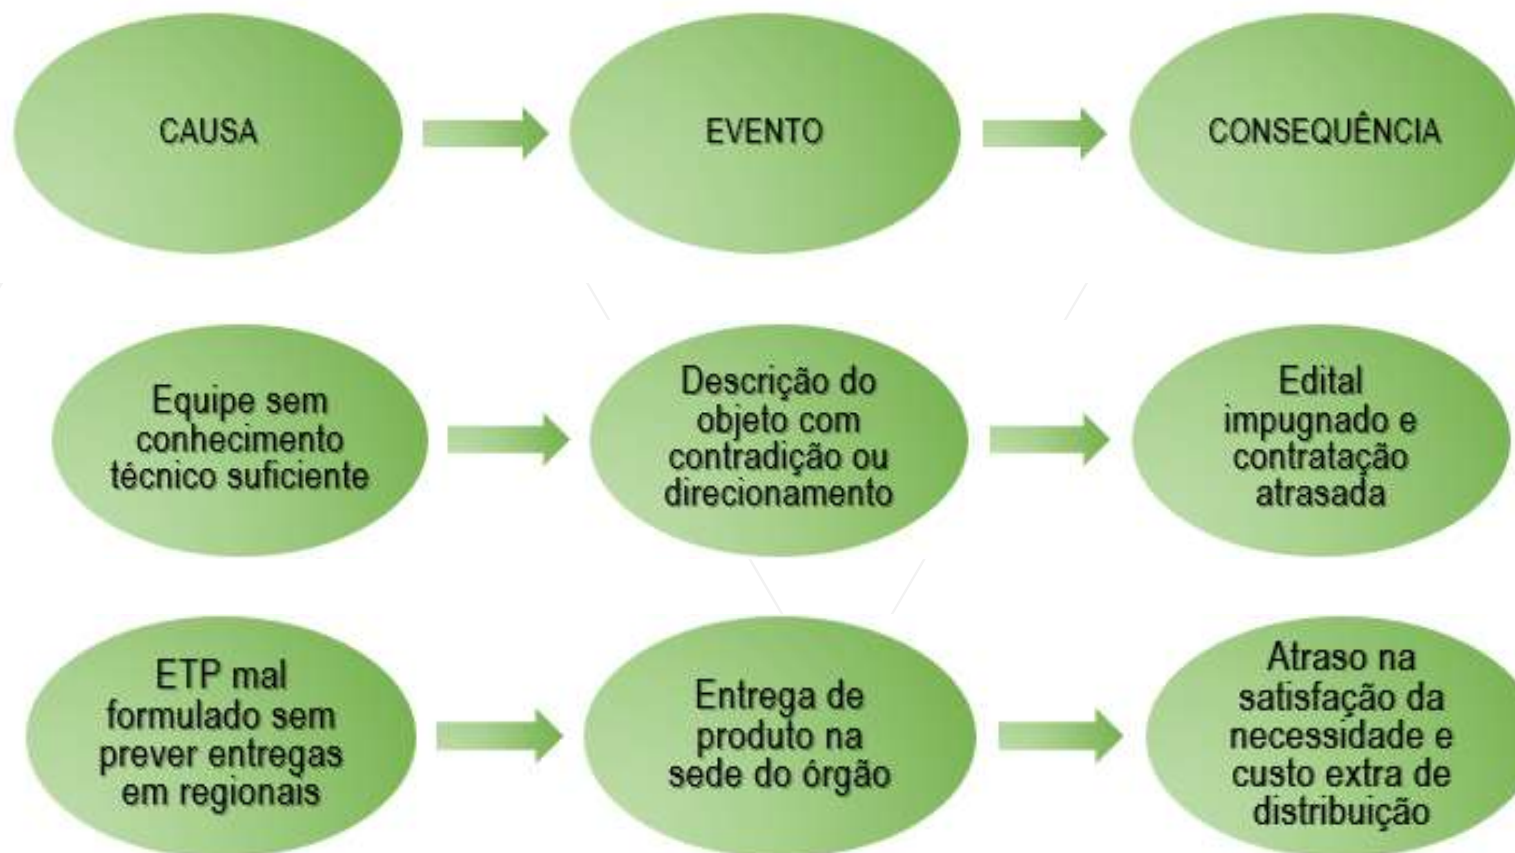 CAUSA
EVENTO
CONSEQUÊNCIA
Equipe sem
conhecimento
técnico suficiente
Descrição do
objeto com
contradição ou
direcionamento
Edital
impugnado e
contratação
atrasada
ETP mal
formulado sem
prever entregas
em regionais
Entrega de
produto na
sede do órgão
Atraso na
satisfação da
necessidade e
custo extra de
distribuição